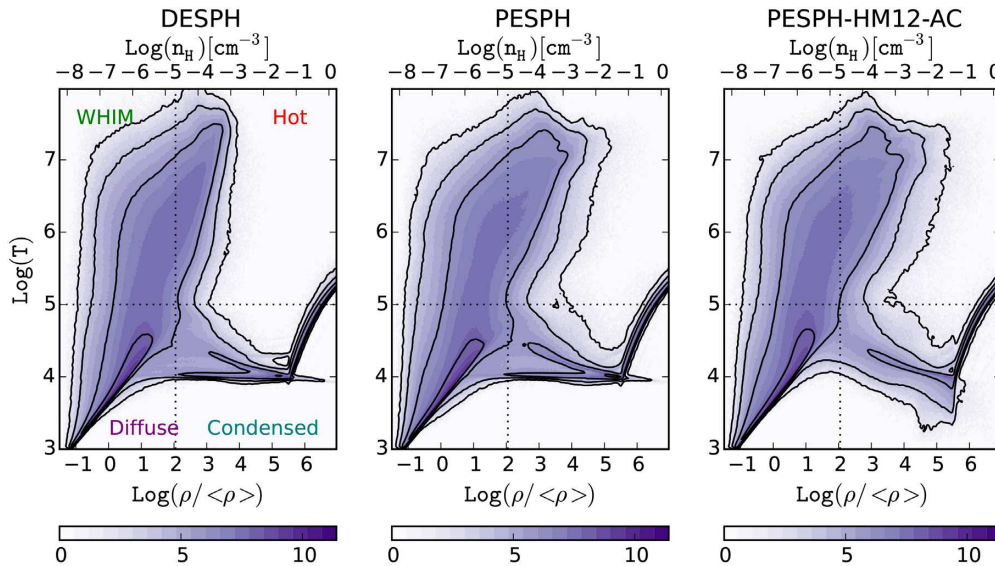 DESPH PESPH PESPH-HM12-AC
Log(n_H)[cm^{-3}] Log(n_H)[cm^{-3}] Log(n_H)[cm^{-3}]
−8 −7 −6 −5 −4 −3 −2 −1 0 −8 −7 −6 −5 −4 −3 −2 −1 0 −8 −7 −6 −5 −4 −3 −2 −1 0
WHIM Hot
7 7 7
6 6 6
Log(T)
5 5 5
4 4 4
Diffuse Condensed
3 3 3
−1 0 1 2 3 4 5 6 −1 0 1 2 3 4 5 6 −1 0 1 2 3 4 5 6
Log(ρ/<ρ>) Log(ρ/<ρ>) Log(ρ/<ρ>)
0 5 10 0 5 10 0 5 10